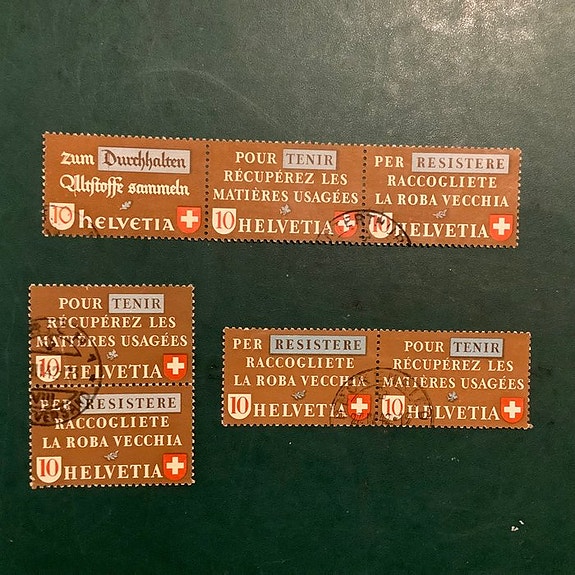 zum Durchhalten
Altstoffe sammeln
10 HELVETIA
POUR TENIR
RÉCUPÉREZ LES
MATIÈRES USAGÉES
10 HELVETIA
PER RESISTERE
RACCOGLIETE
LA ROBA VECCHIA
10 HELVETIA
POUR TENIR
RÉCUPÉREZ LES
MATIÈRES USAGÉES
10 HELVETIA
PER RESISTERE
RACCOGLIETE
LA ROBA VECCHIA
10 HELVETIA
PER RESISTERE
RACCOGLIETE
LA ROBA VECCHIA
10 HELVETIA
POUR TENIR
RÉCUPÉREZ LES
MATIÈRES USAGÉES
10 HELVETIA